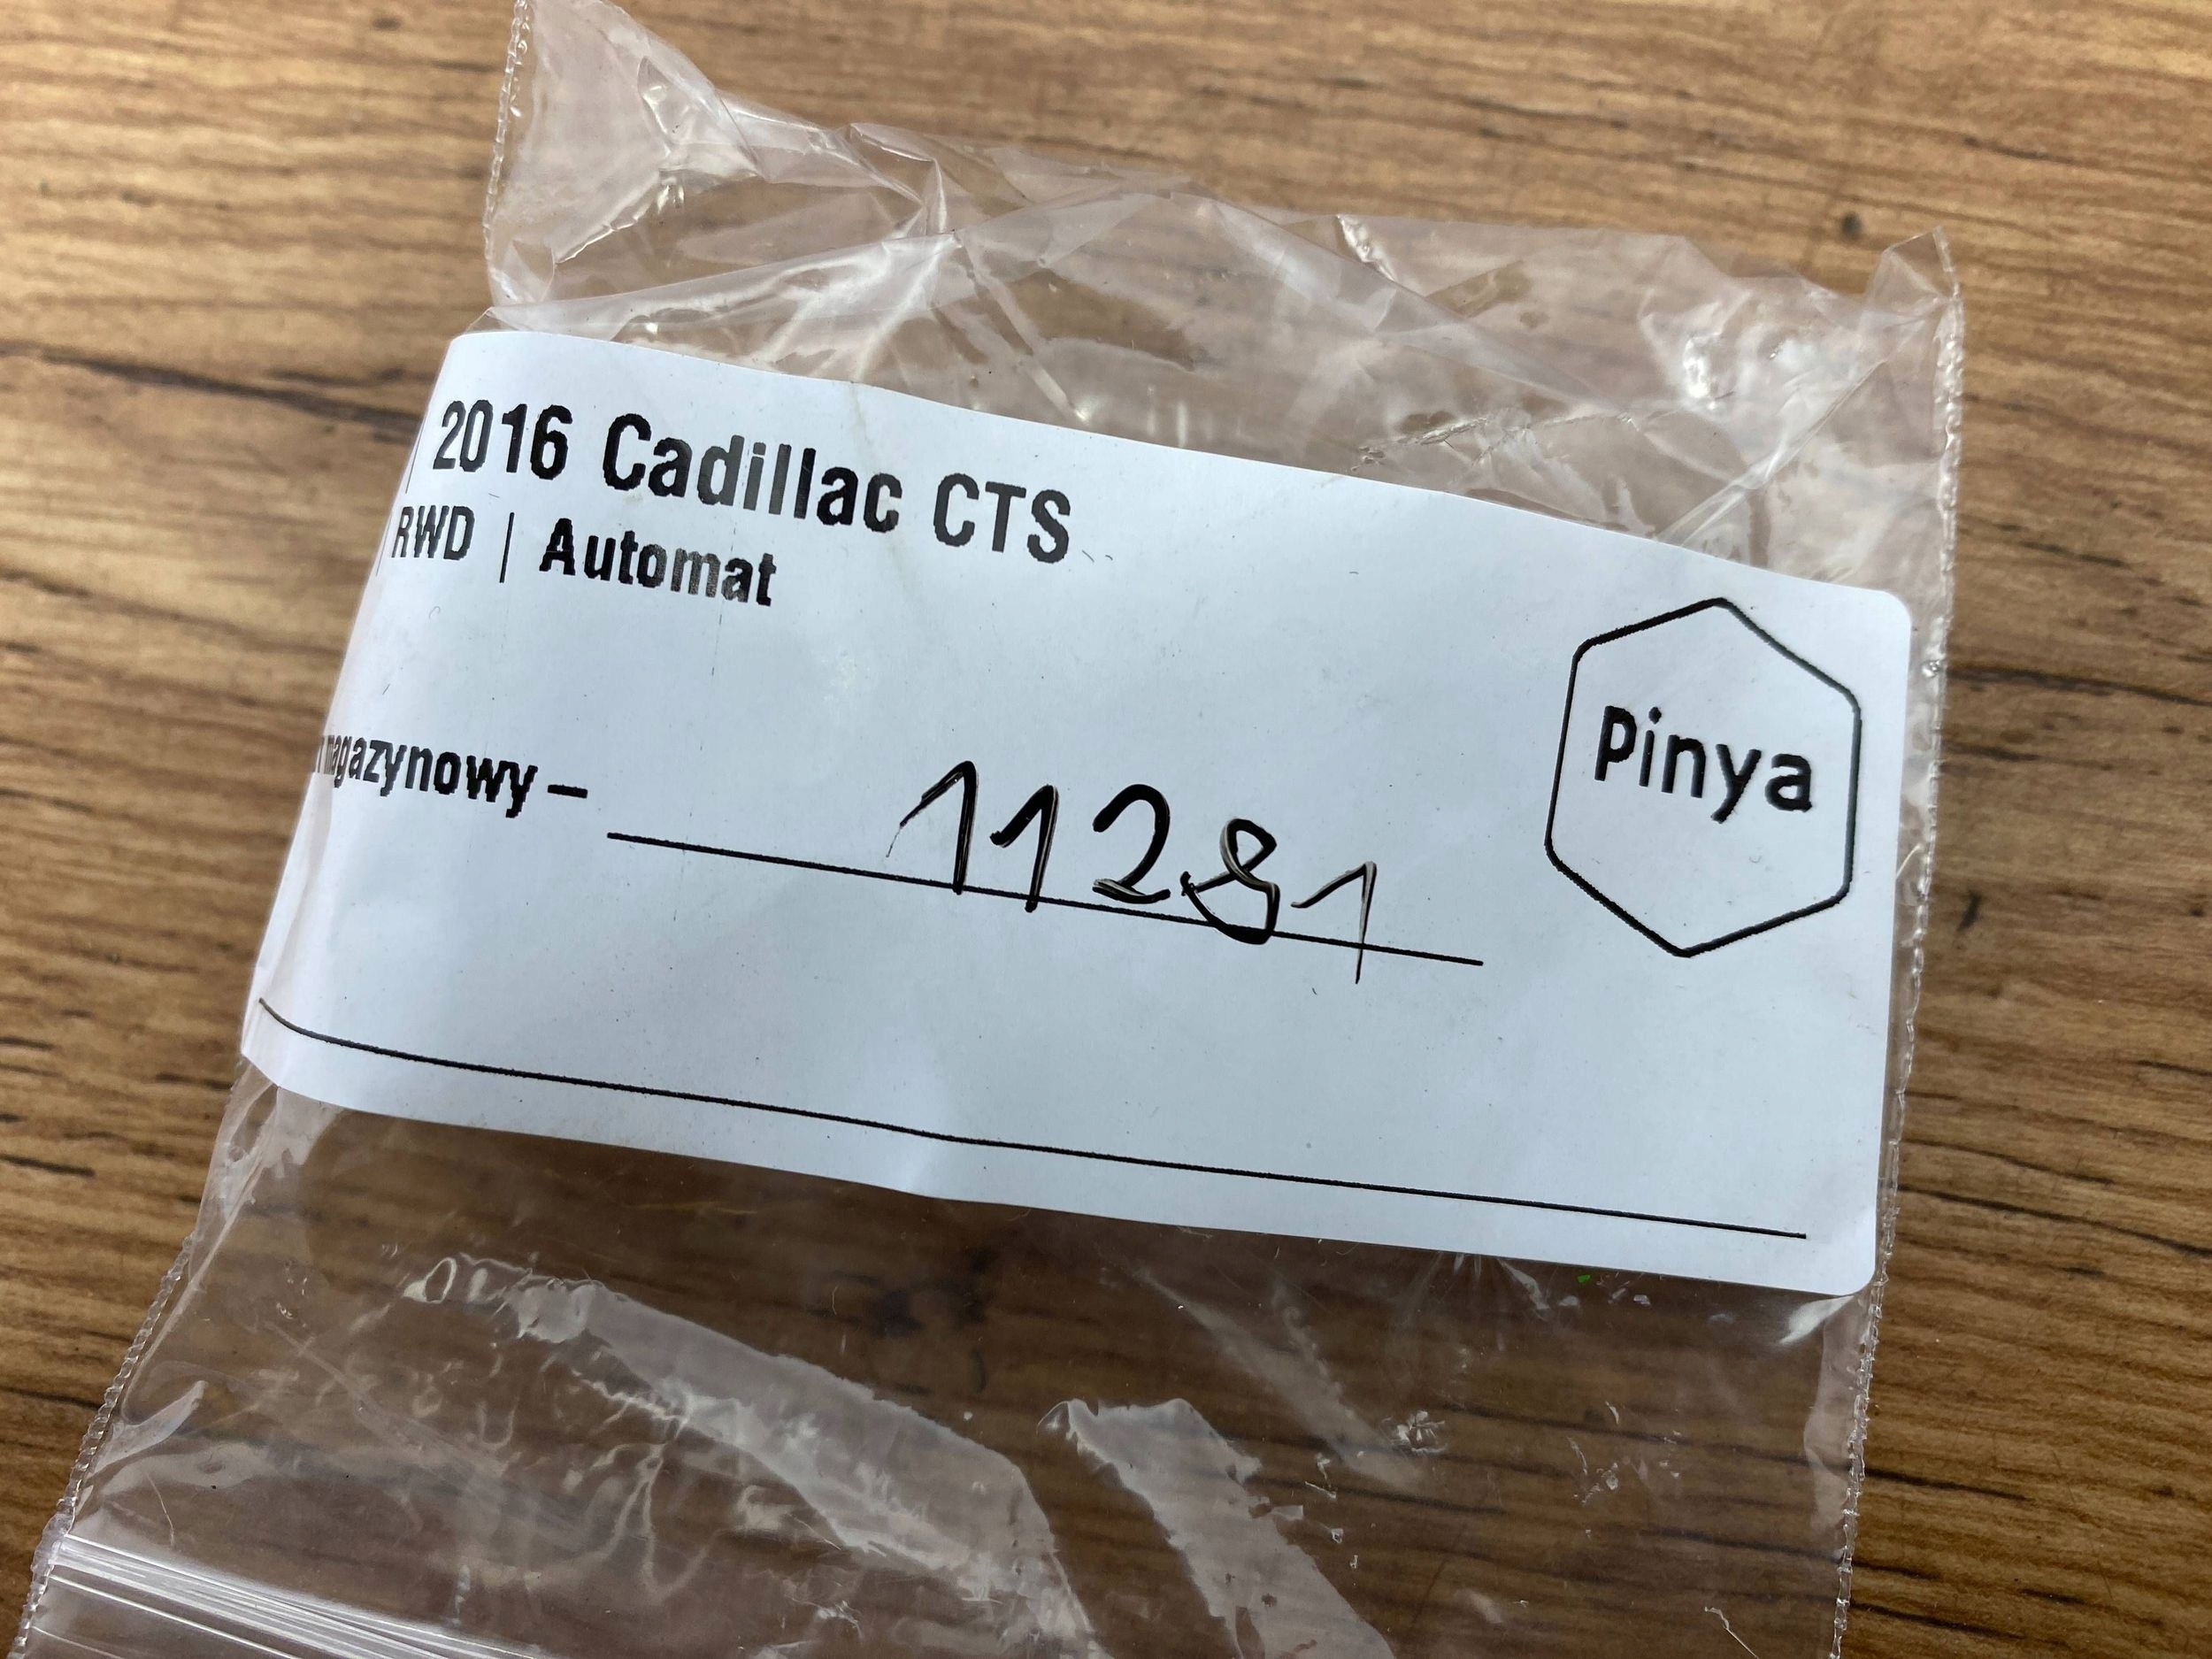 | 2016 Cadillac CTS
RWD | Automat
magazynowy – 11281
Pinya